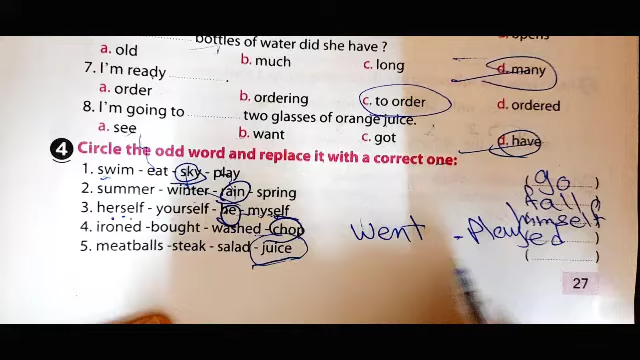 bottles of water did she have ?
a. old b. much c. long d. many
7. I'm ready ............ .
a. order b. ordering c. to order d. ordered
8. I'm going to ............ two glasses of orange juice.
a. see b. want c. got d. have
4 Circle the odd word and replace it with a correct one:
1. swim - eat - sky - play (go)
2. summer - winter - rain - spring fall
3. herself - yourself - he - myself himself
4. ironed -bought - washed -chop went - played
5. meatballs -steak - salad - juice (............)
27